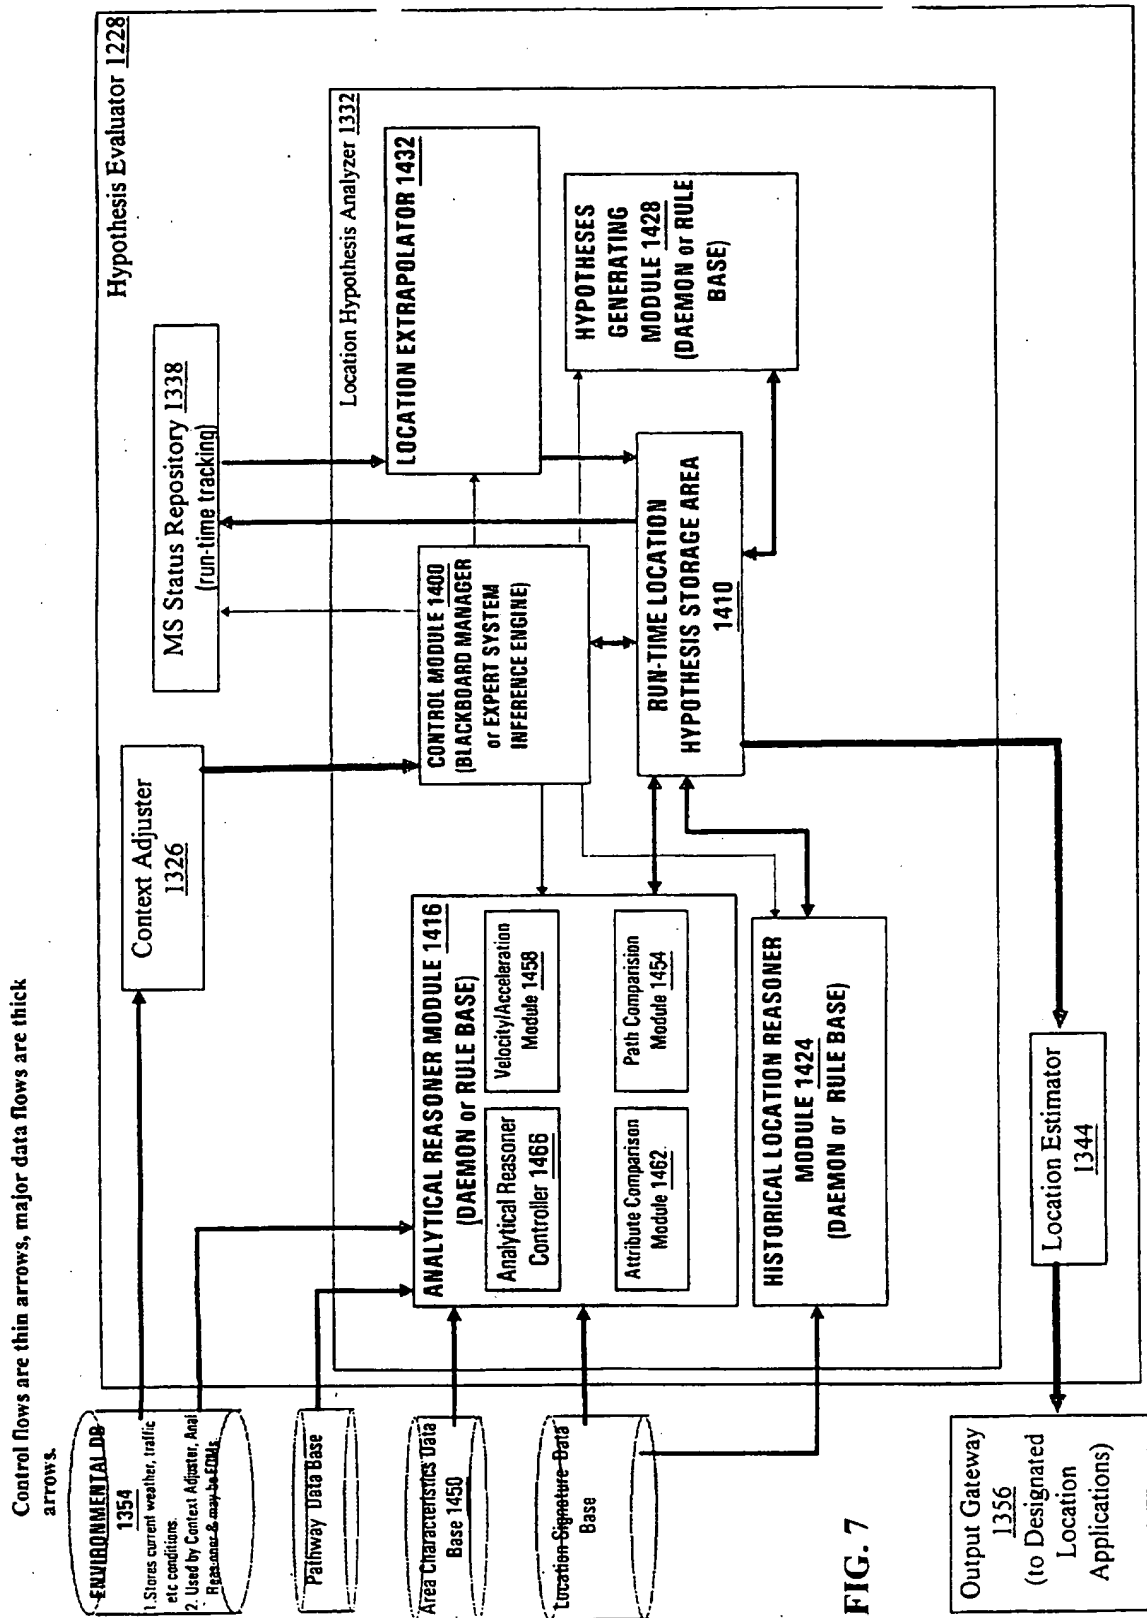 Control flows are thin arrows, major data flows are thick
arrows.
Hypothesis Evaluator 1228
MS Status Repository 1338
(run-time tracking)
Context Adjuster
1326
Location Hypothesis Analyzer 1332
LOCATION EXTRAPOLATOR 1432
HYPOTHESES
GENERATING
MODULE 1428
(DAEMON or RULE
BASE)
CONTROL MODULE 1400
(BLACKBOARD MANAGER
or EXPERT SYSTEM
INFERENCE ENGINE)
RUN-TIME LOCATION
HYPOTHESIS STORAGE AREA
1410
ANALYTICAL REASONER MODULE 1416
(DAEMON or RULE BASE)
Analytical Reasoner
Controller 1466
Velocity/Acceleration
Module 1458
Attribute Comparison
Module 1462
Path Comparision
Module 1454
HISTORICAL LOCATION REASONER
MODULE 1424
(DAEMON or RULE BASE)
Location Estimator
1344
ENVIRONMENTAL DB
1354
1. Stores current weather, traffic
etc conditions.
2. Used by Context Adjuster, Anal
Reasoner & may be FOMs
Pathway Data Base
Area Characteristics Data
Base 1450
Location Signature Data
Base
Output Gateway
1356
(to Designated
Location
Applications)
FIG. 7